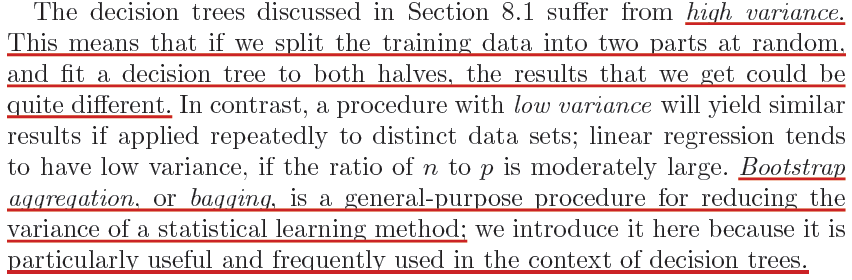 The decision trees discussed in Section 8.1 suffer from high variance.
This means that if we split the training data into two parts at random,
and fit a decision tree to both halves, the results that we get could be
quite different. In contrast, a procedure with low variance will yield similar
results if applied repeatedly to distinct data sets; linear regression tends
to have low variance, if the ratio of n to p is moderately large. Bootstrap
aggregation, or bagging, is a general-purpose procedure for reducing the
variance of a statistical learning method; we introduce it here because it is
particularly useful and frequently used in the context of decision trees.